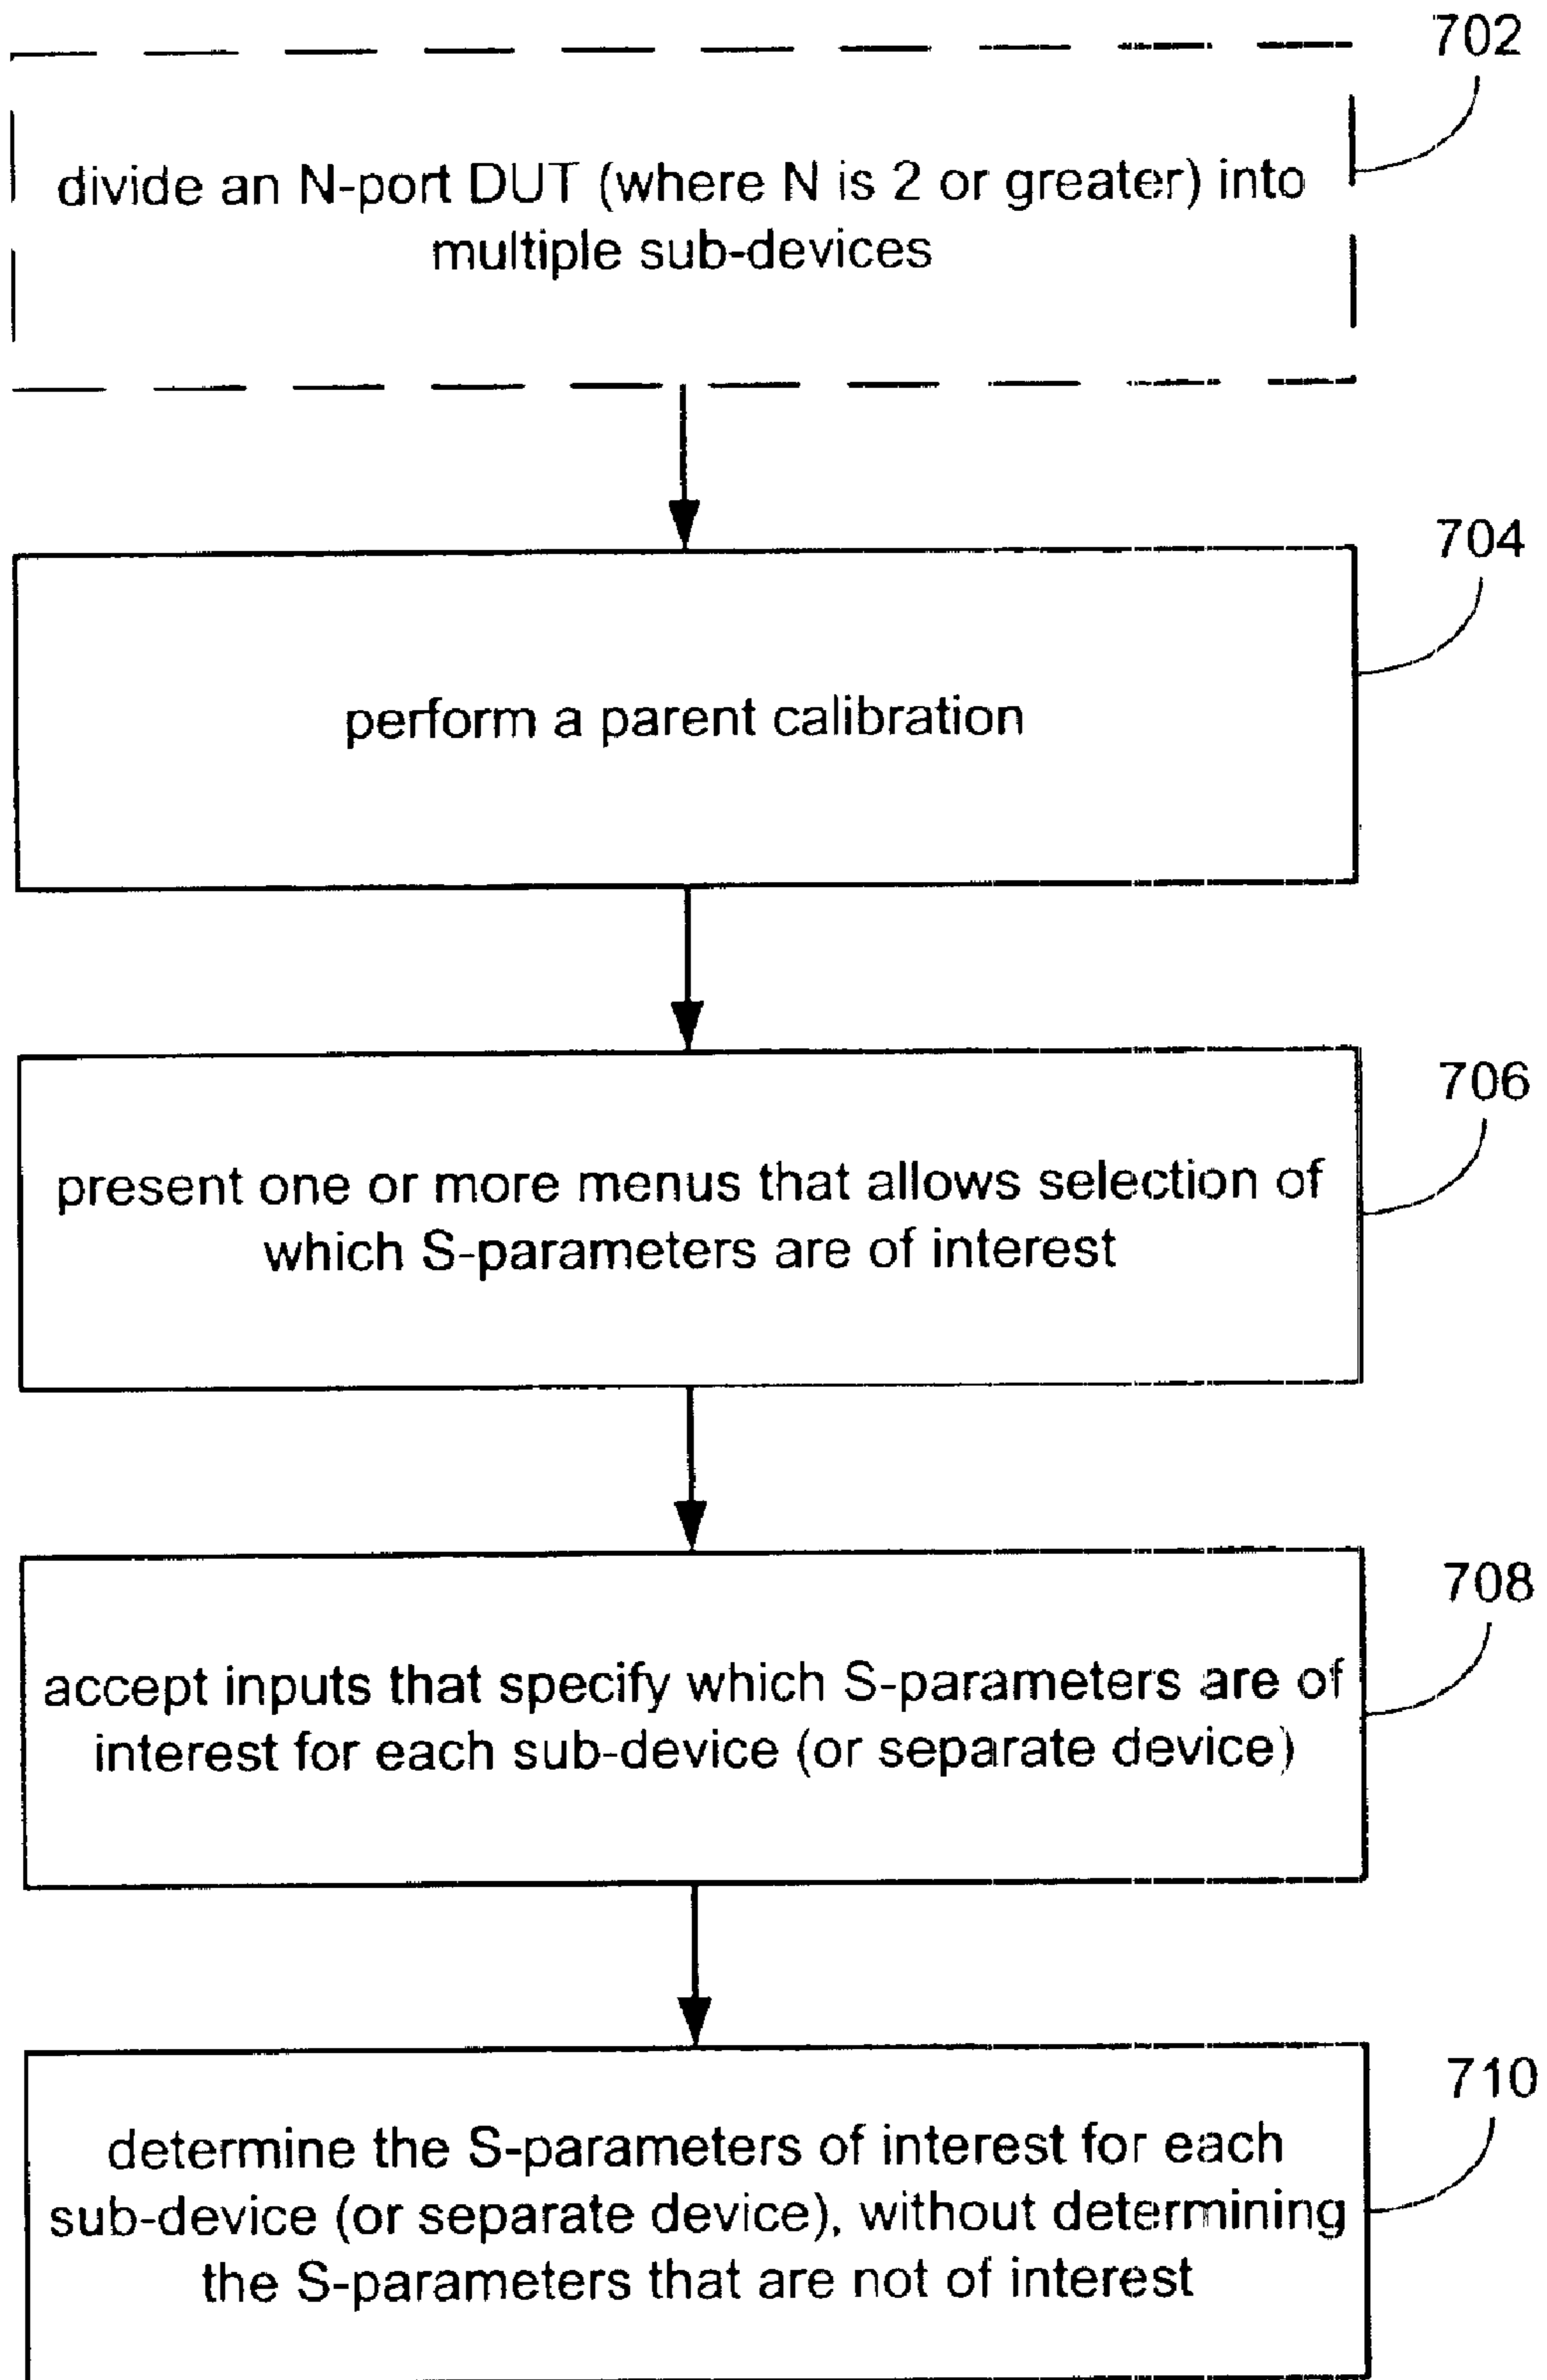 702
divide an N-port DUT (where N is 2 or greater) into
multiple sub-devices
704
perform a parent calibration
706
present one or more menus that allows selection of
which S-parameters are of interest
708
accept inputs that specify which S-parameters are of
interest for each sub-device (or separate device)
710
determine the S-parameters of interest for each
sub-device (or separate device), without determining
the S-parameters that are not of interest